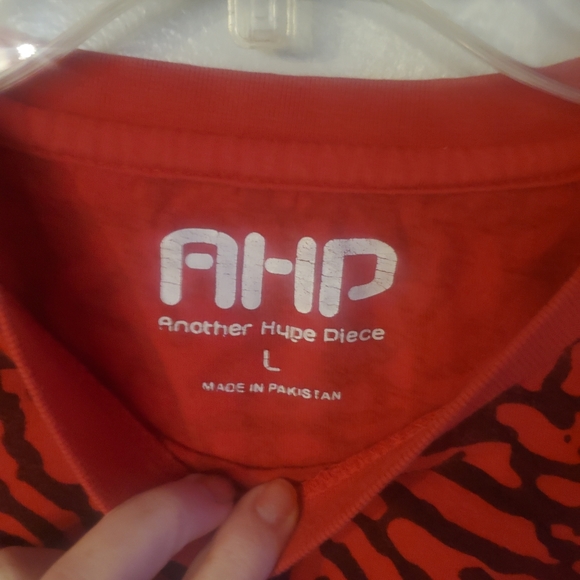 AHP
Another Hype Piece
L
MADE IN PAKISTAN